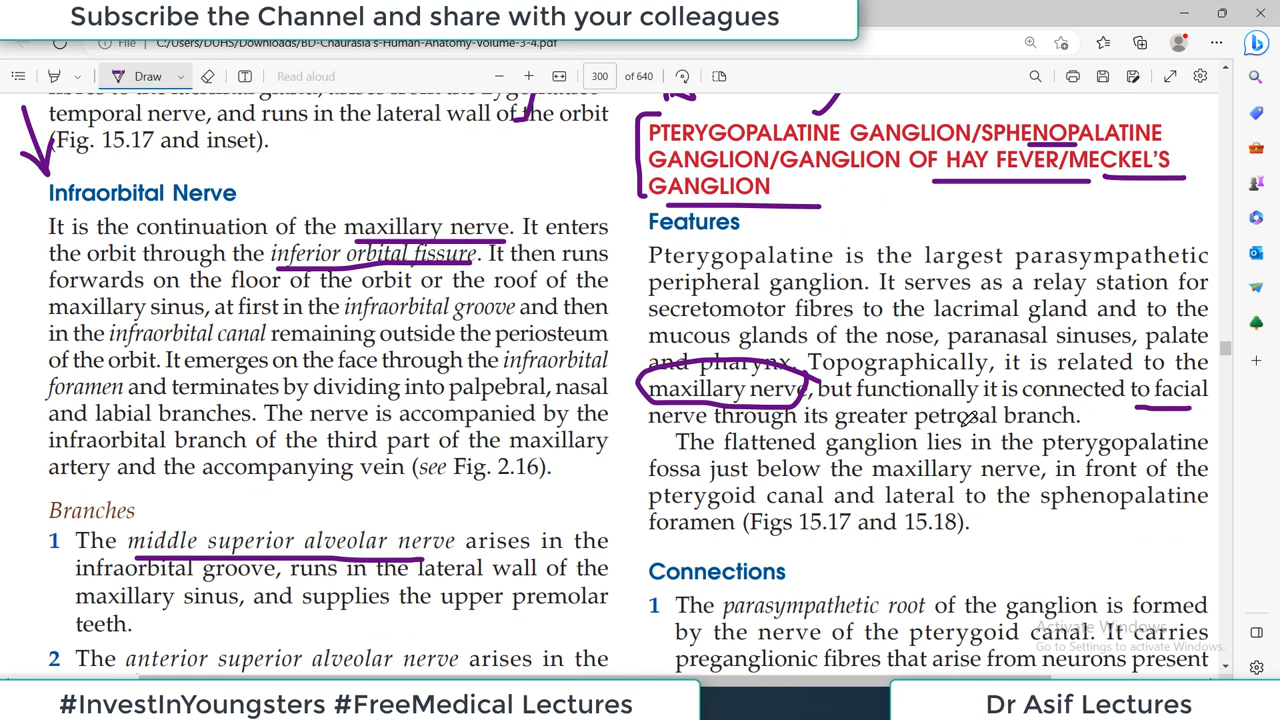 Subscribe the Channel and share with your colleagues
File
C:/Users/DUHS/Downloads/BD-Chaurasia's-Human-Anatomy-Volume-3-4.pdf
Draw
Read aloud
300 of 640
temporal nerve, and runs in the lateral wall of the orbit
(Fig. 15.17 and inset).
Infraorbital Nerve
It is the continuation of the maxillary nerve. It enters
the orbit through the inferior orbital fissure. It then runs
forwards on the floor of the orbit or the roof of the
maxillary sinus, at first in the infraorbital groove and then
in the infraorbital canal remaining outside the periosteum
of the orbit. It emerges on the face through the infraorbital
foramen and terminates by dividing into palpebral, nasal
and labial branches. The nerve is accompanied by the
infraorbital branch of the third part of the maxillary
artery and the accompanying vein (see Fig. 2.16).
Branches
1 The middle superior alveolar nerve arises in the
infraorbital groove, runs in the lateral wall of the
maxillary sinus, and supplies the upper premolar
teeth.
2 The anterior superior alveolar nerve arises in the
PTERYGOPALATINE GANGLION/SPHENOPALATINE
GANGLION/GANGLION OF HAY FEVER/MECKEL'S
GANGLION
Features
Pterygopalatine is the largest parasympathetic
peripheral ganglion. It serves as a relay station for
secretomotor fibres to the lacrimal gland and to the
mucous glands of the nose, paranasal sinuses, palate
and pharynx. Topographically, it is related to the
maxillary nerve, but functionally it is connected to facial
nerve through its greater petrosal branch.
The flattened ganglion lies in the pterygopalatine
fossa just below the maxillary nerve, in front of the
pterygoid canal and lateral to the sphenopalatine
foramen (Figs 15.17 and 15.18).
Connections
1 The parasympathetic root of the ganglion is formed
by the nerve of the pterygoid canal. It carries
preganglionic fibres that arise from neurons present
Activate Windows
Go to Settings to activate Windows.
#InvestInYoungsters #FreeMedical Lectures
Dr Asif Lectures